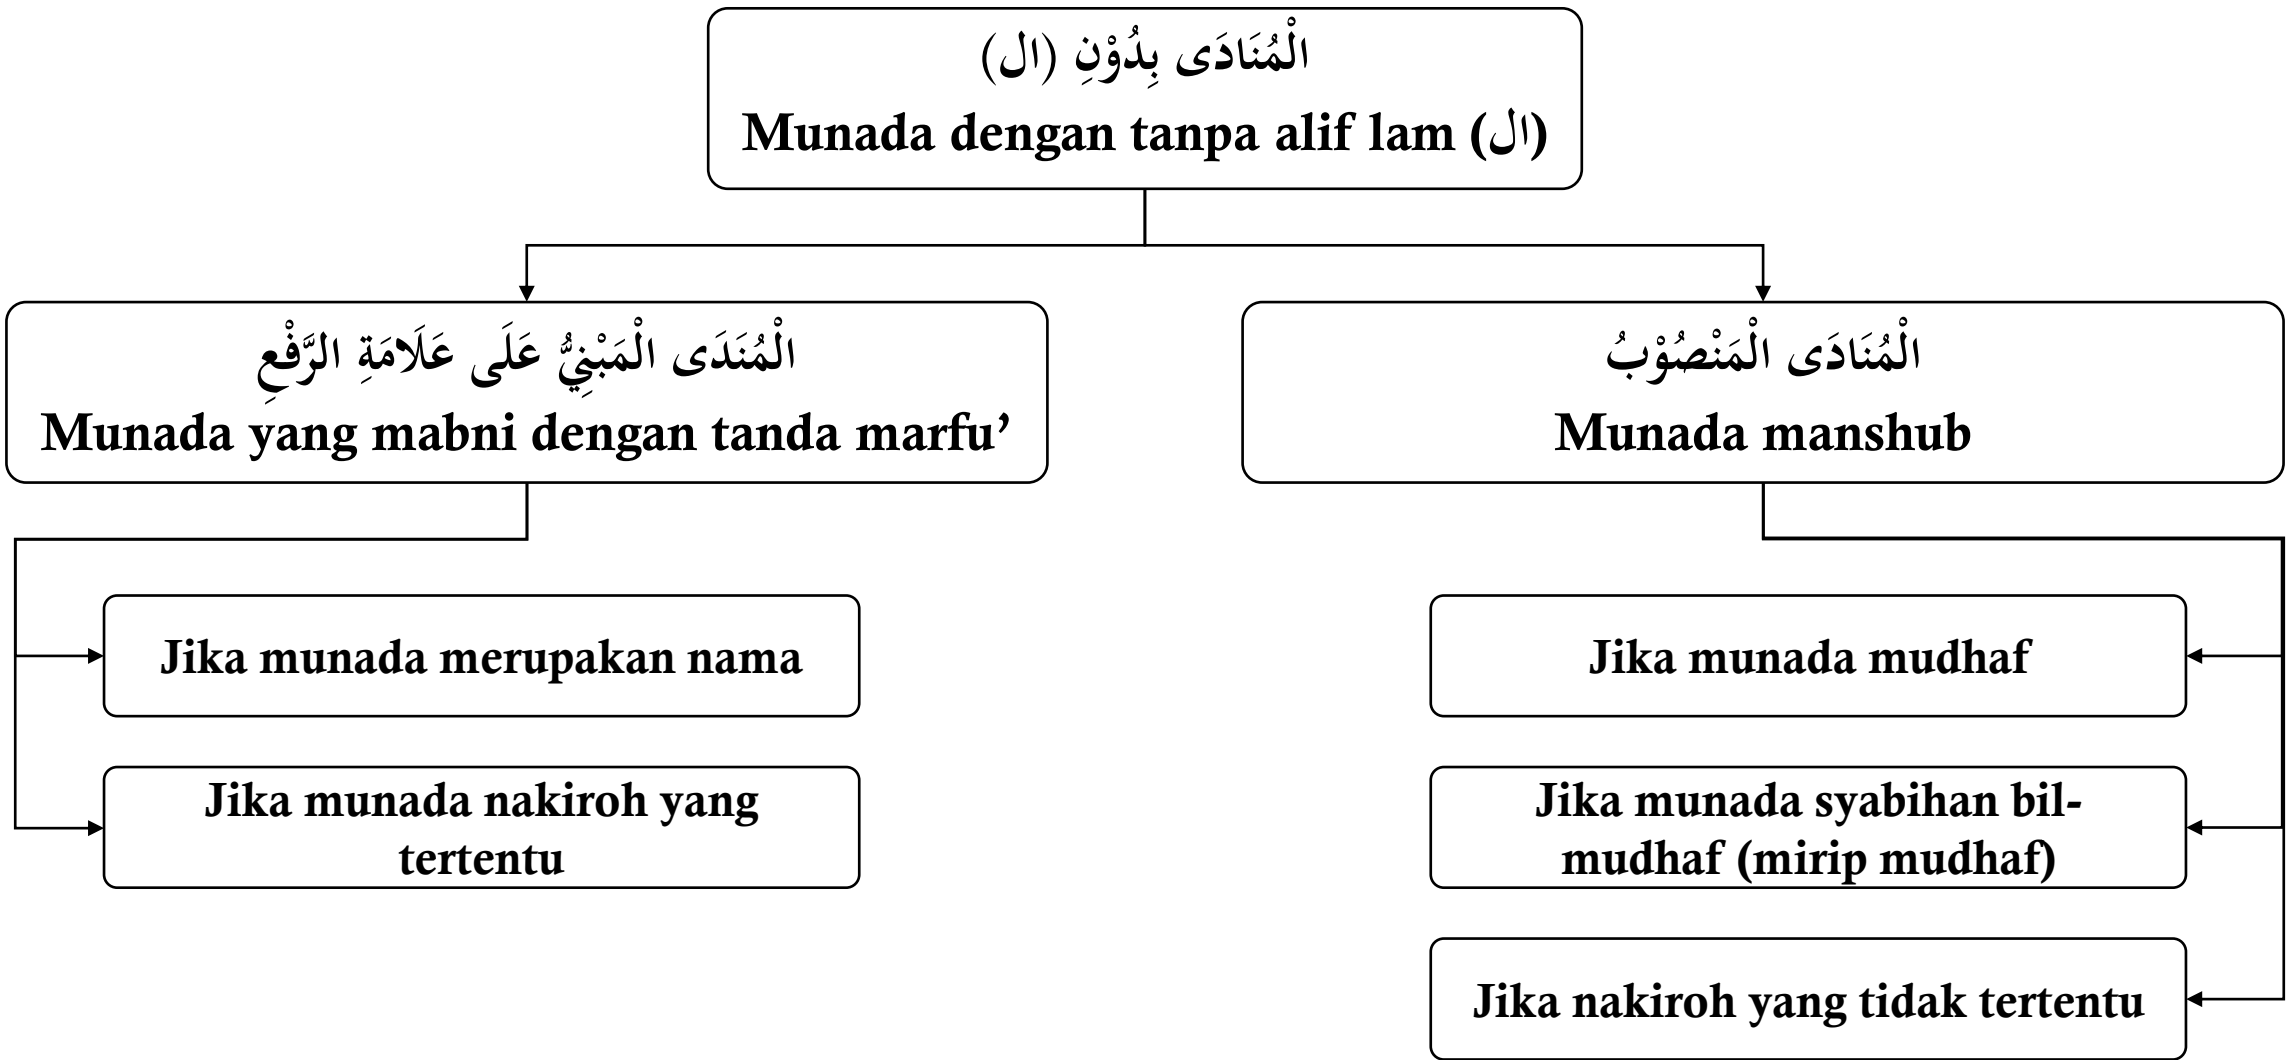 الْمُنَادَى بِدُوْنِ (ال)
Munada dengan tanpa alif lam (ال)
الْمُنَدَى الْمَبْنِيُّ عَلَى عَلَامَةِ الرَّفْعِ
Munada yang mabni dengan tanda marfu’
الْمُنَادَى الْمَنْصُوْبُ
Munada manshub
Jika munada merupakan nama
Jika munada nakiroh yang
tertentu
Jika munada mudhaf
Jika munada syabihan bil-
mudhaf (mirip mudhaf)
Jika nakiroh yang tidak tertentu